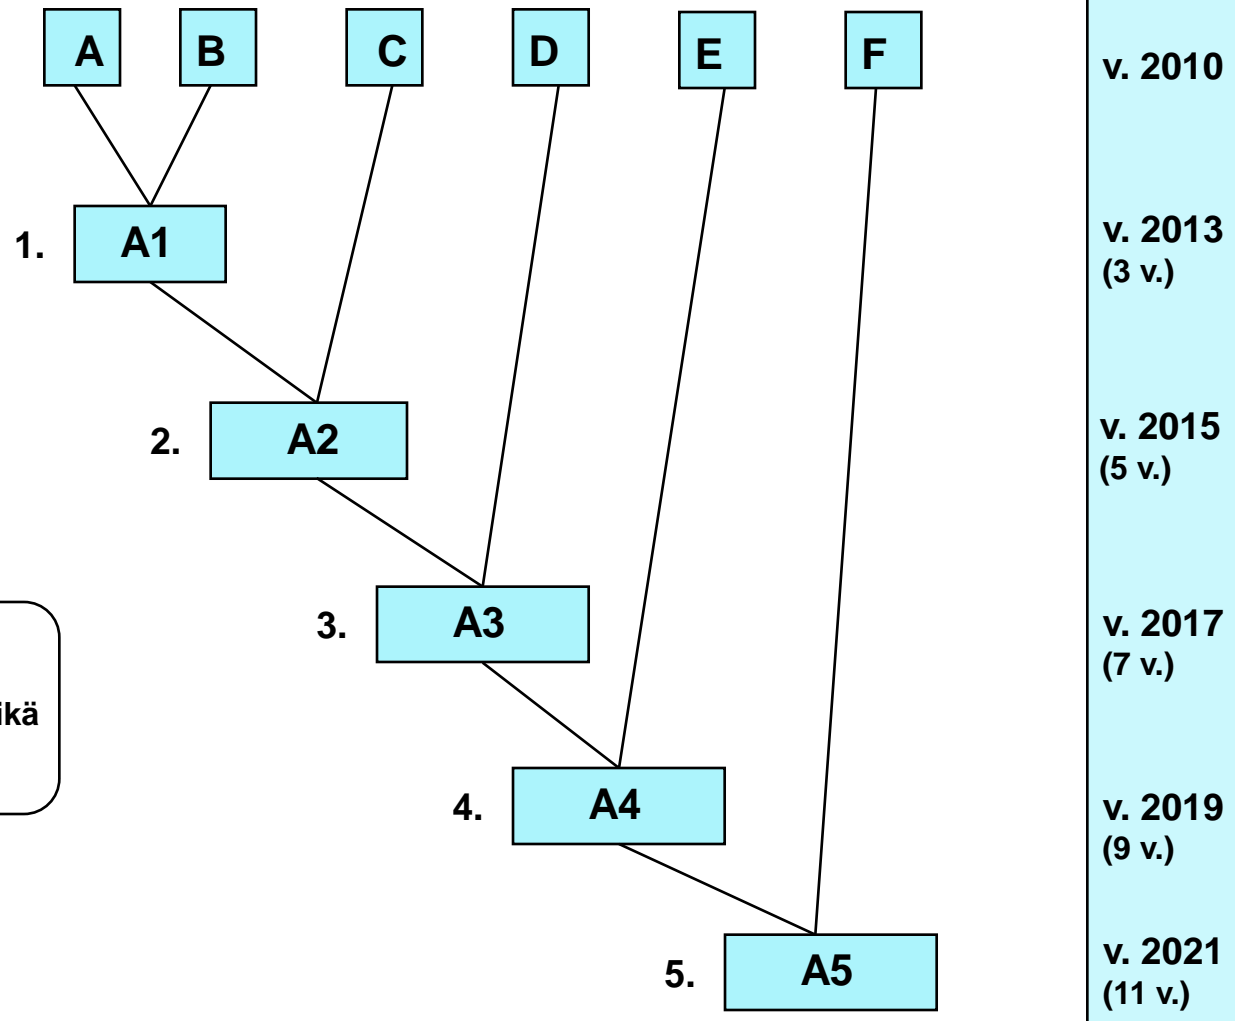 A B C D E F
v. 2010
1. A1
v. 2013
(3 v.)
2. A2
v. 2015
(5 v.)
3. A3
v. 2017
(7 v.)
4. A4
v. 2019
(9 v.)
5. A5
v. 2021
(11 v.)